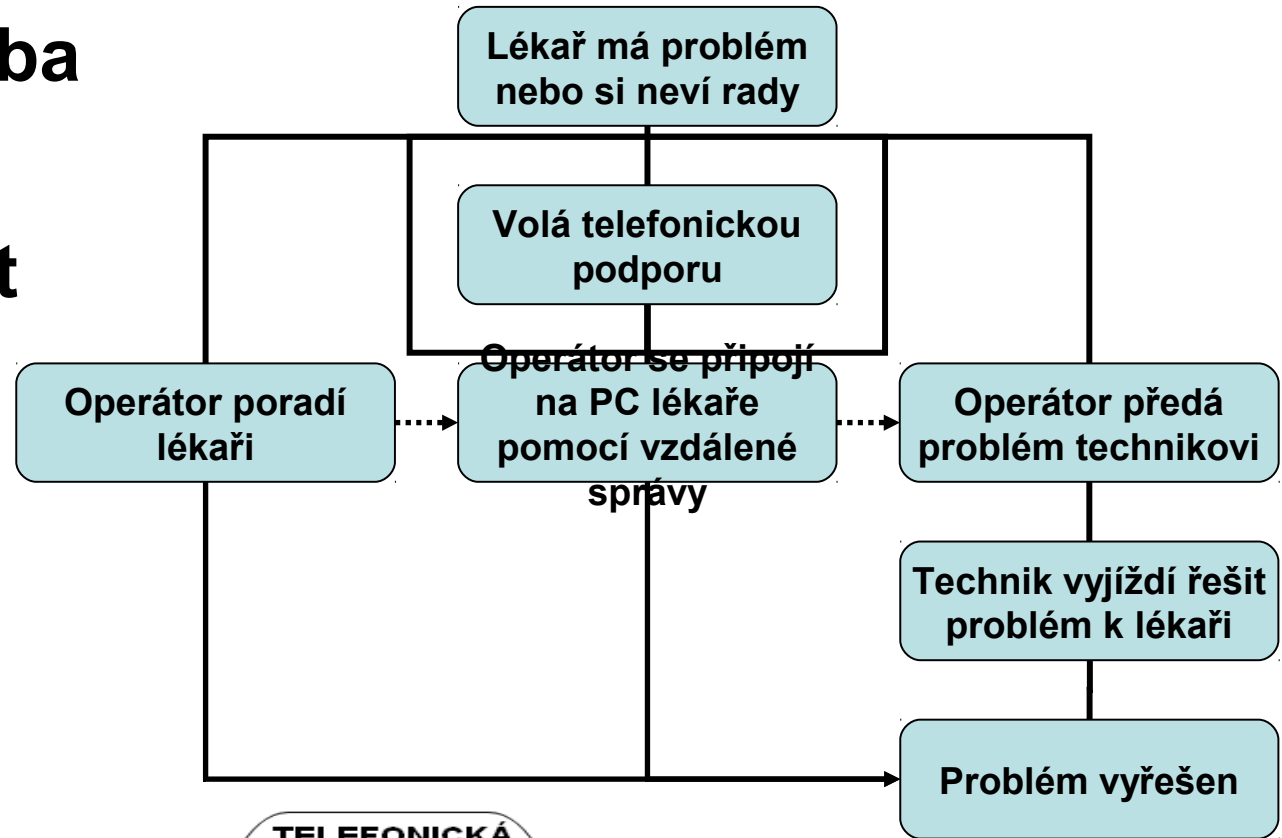 ba
t
Lékař má problém
nebo si neví rady
Volá telefonickou
podporu
Operátor poradí
lékaři
Operátor se připojí
na PC lékaře
pomocí vzdálené
správy
Operátor předá
problém technikovi
Technik vyjíždí řešit
problém k lékaři
Problém vyřešen
TELEFONICKÁ